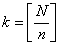 k = [N/n]